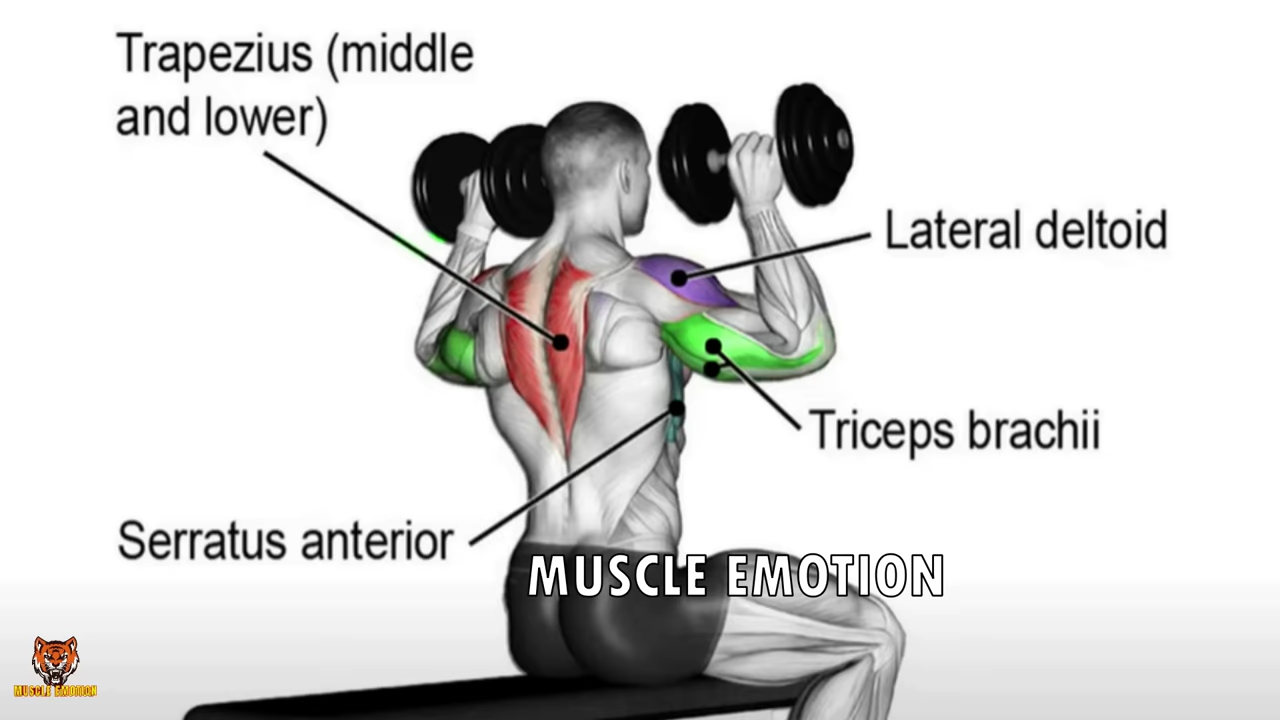 Trapezius (middle
and lower)
Lateral deltoid
Triceps brachii
Serratus anterior
MUSCLE EMOTION
MUSCLE EMOTION